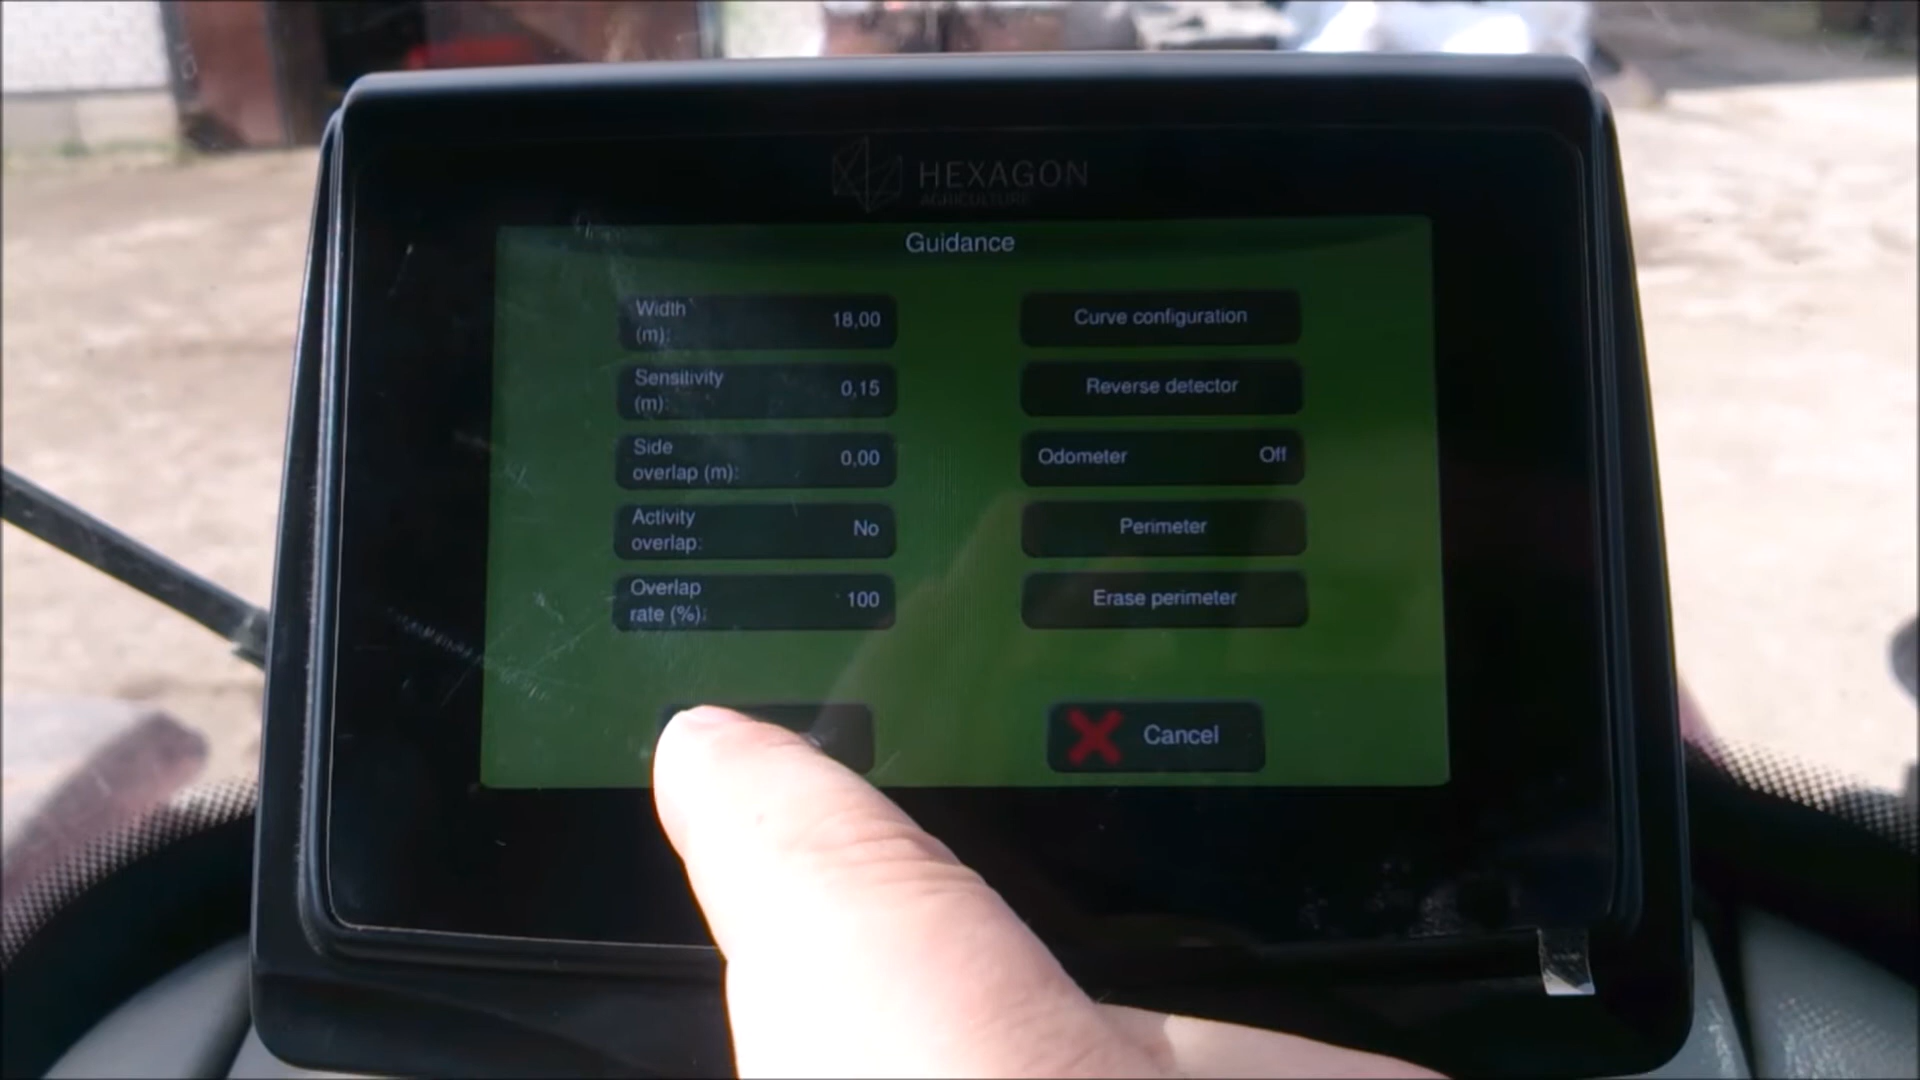 HEXAGON
AGRICULTURE
Guidance
Width
(m):
18,00
Sensitivity
(m):
0,15
Side
overlap (m):
0,00
Activity
overlap:
No
Overlap
rate (%):
100
Curve configuration
Reverse detector
Odometer Off
Perimeter
Erase perimeter
Cancel